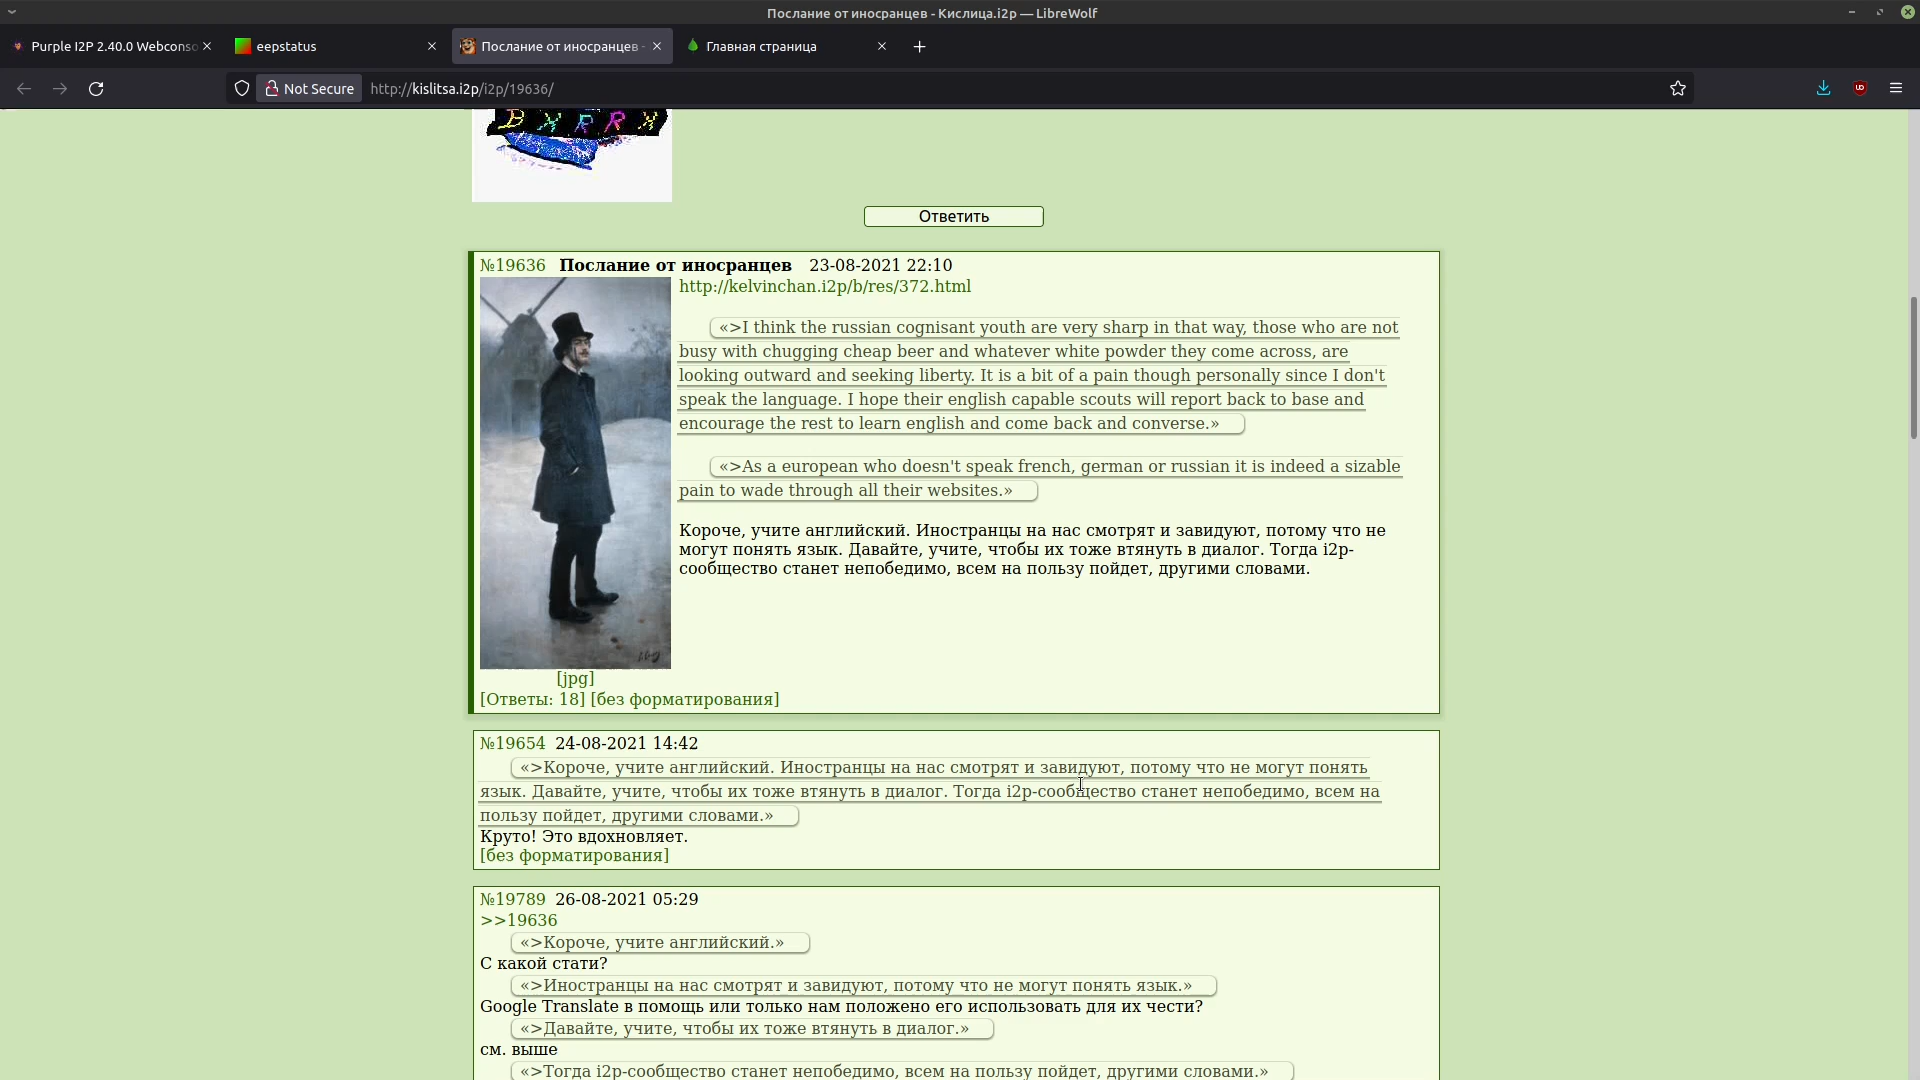 Послание от иносранцев - Кислица.i2p — LibreWolf
Purple I2P 2.40.0 Webconso
eepstatus
Послание от иносранцев -
Главная страница
Not Secure
http://kislitsa.i2p/i2p/19636/
Ответить
№19636 Послание от иносранцев 23-08-2021 22:10
http://kelvinchan.i2p/b/res/372.html
«>I think the russian cognisant youth are very sharp in that way, those who are not
busy with chugging cheap beer and whatever white powder they come across, are
looking outward and seeking liberty. It is a bit of a pain though personally since I don't
speak the language. I hope their english capable scouts will report back to base and
encourage the rest to learn english and come back and converse.»
«>As a european who doesn't speak french, german or russian it is indeed a sizable
pain to wade through all their websites.»
Короче, учите английский. Иностранцы на нас смотрят и завидуют, потому что не
могут понять язык. Давайте, учите, чтобы их тоже втянуть в диалог. Тогда i2p-
сообщество станет непобедимо, всем на пользу пойдет, другими словами.
[jpg]
[Ответы: 18] [без форматирования]
№19654 24-08-2021 14:42
«>Короче, учите английский. Иностранцы на нас смотрят и завидуют, потому что не могут понять
язык. Давайте, учите, чтобы их тоже втянуть в диалог. Тогда i2p-сообщество станет непобедимо, всем на
пользу пойдет, другими словами.»
Круто! Это вдохновляет.
[без форматирования]
№19789 26-08-2021 05:29
>>19636
«>Короче, учите английский.»
С какой стати?
«>Иностранцы на нас смотрят и завидуют, потому что не могут понять язык.»
Google Translate в помощь или только нам положено его использовать для их чести?
«>Давайте, учите, чтобы их тоже втянуть в диалог.»
см. выше
«>Тогда i2p-сообщество станет непобедимо, всем на пользу пойдет, другими словами.»